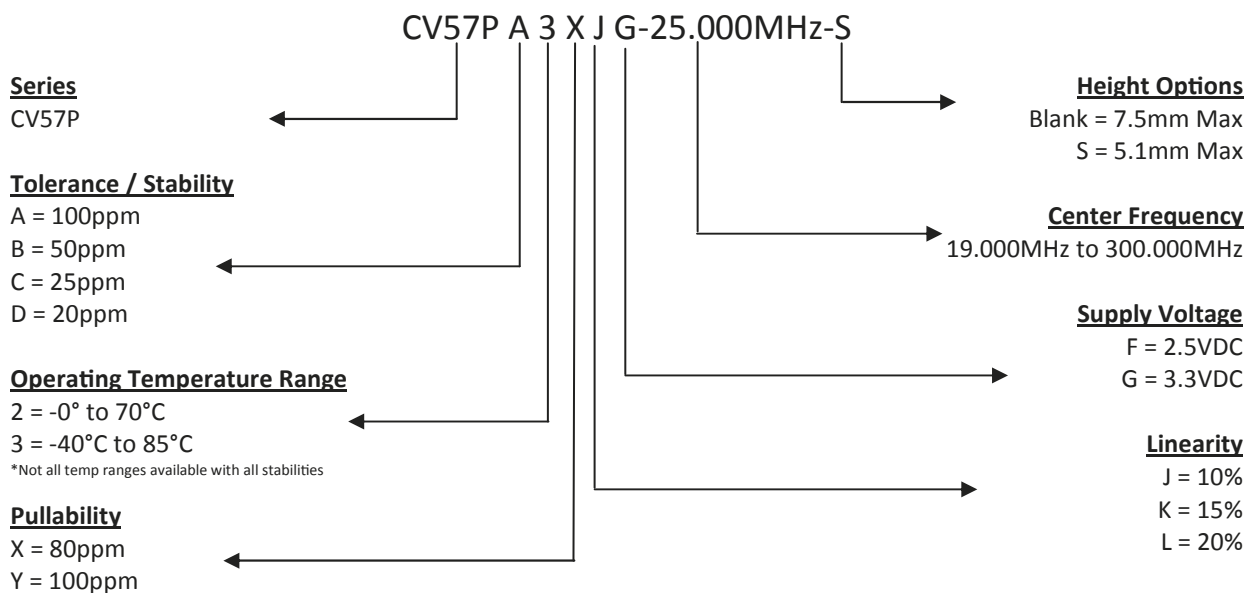 CV57P A 3 X J G-25.000MHz-S
Series
CV57P
Tolerance / Stability
A = 100ppm
B = 50ppm
C = 25ppm
D = 20ppm
Operating Temperature Range
2 = -0° to 70°C
3 = -40°C to 85°C
*Not all temp ranges available with all stabilities
Pullability
X = 80ppm
Y = 100ppm
Height Options
Blank = 7.5mm Max
S = 5.1mm Max
Center Frequency
19.000MHz to 300.000MHz
Supply Voltage
F = 2.5VDC
G = 3.3VDC
Linearity
J = 10%
K = 15%
L = 20%